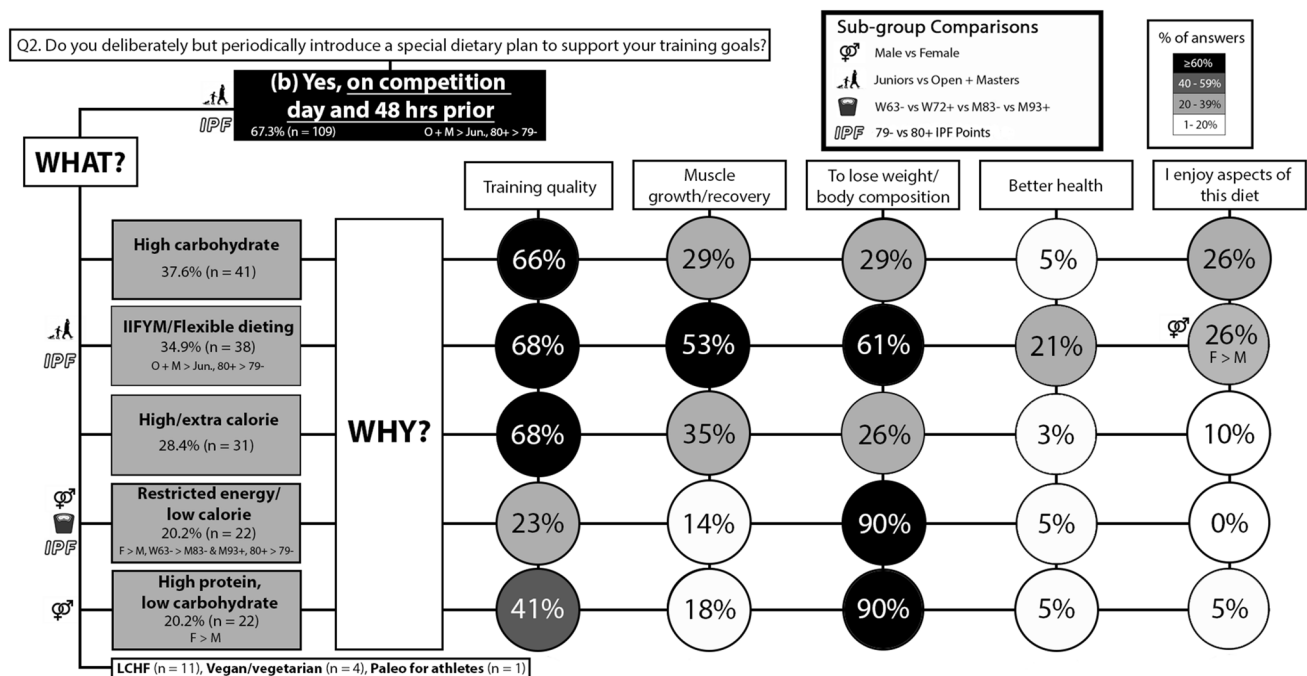 Q2. Do you deliberately but periodically introduce a special dietary plan to support your training goals?
(b) Yes, on competition
day and 48 hrs prior
67.3% (n = 109) O + M > Jun., 80+ > 79-
IPF
WHAT?
Sub-group Comparisons
Male vs Female
Juniors vs Open + Masters
W63- vs W72+ vs M83- vs M93+
IPF 79- vs 80+ IPF Points
% of answers
≥60%
40 - 59%
20 - 39%
1- 20%
Training quality
Muscle
growth/recovery
To lose weight/
body composition
Better health
I enjoy aspects of
this diet
High carbohydrate
37.6% (n = 41)
66% 29% 29% 5% 26%
IPF
IIFYM/Flexible dieting
34.9% (n = 38)
O + M > Jun., 80+ > 79-
68% 53% 61% 21% 26%
F > M
High/extra calorie
28.4% (n = 31)
WHY?
68% 35% 26% 3% 10%
IPF
Restricted energy/
low calorie
20.2% (n = 22)
F > M, W63- > M83- & M93+, 80+ > 79-
23% 14% 90% 5% 0%
High protein,
low carbohydrate
20.2% (n = 22)
F > M
41% 18% 90% 5% 5%
LCHF (n = 11), Vegan/vegetarian (n = 4), Paleo for athletes (n = 1)